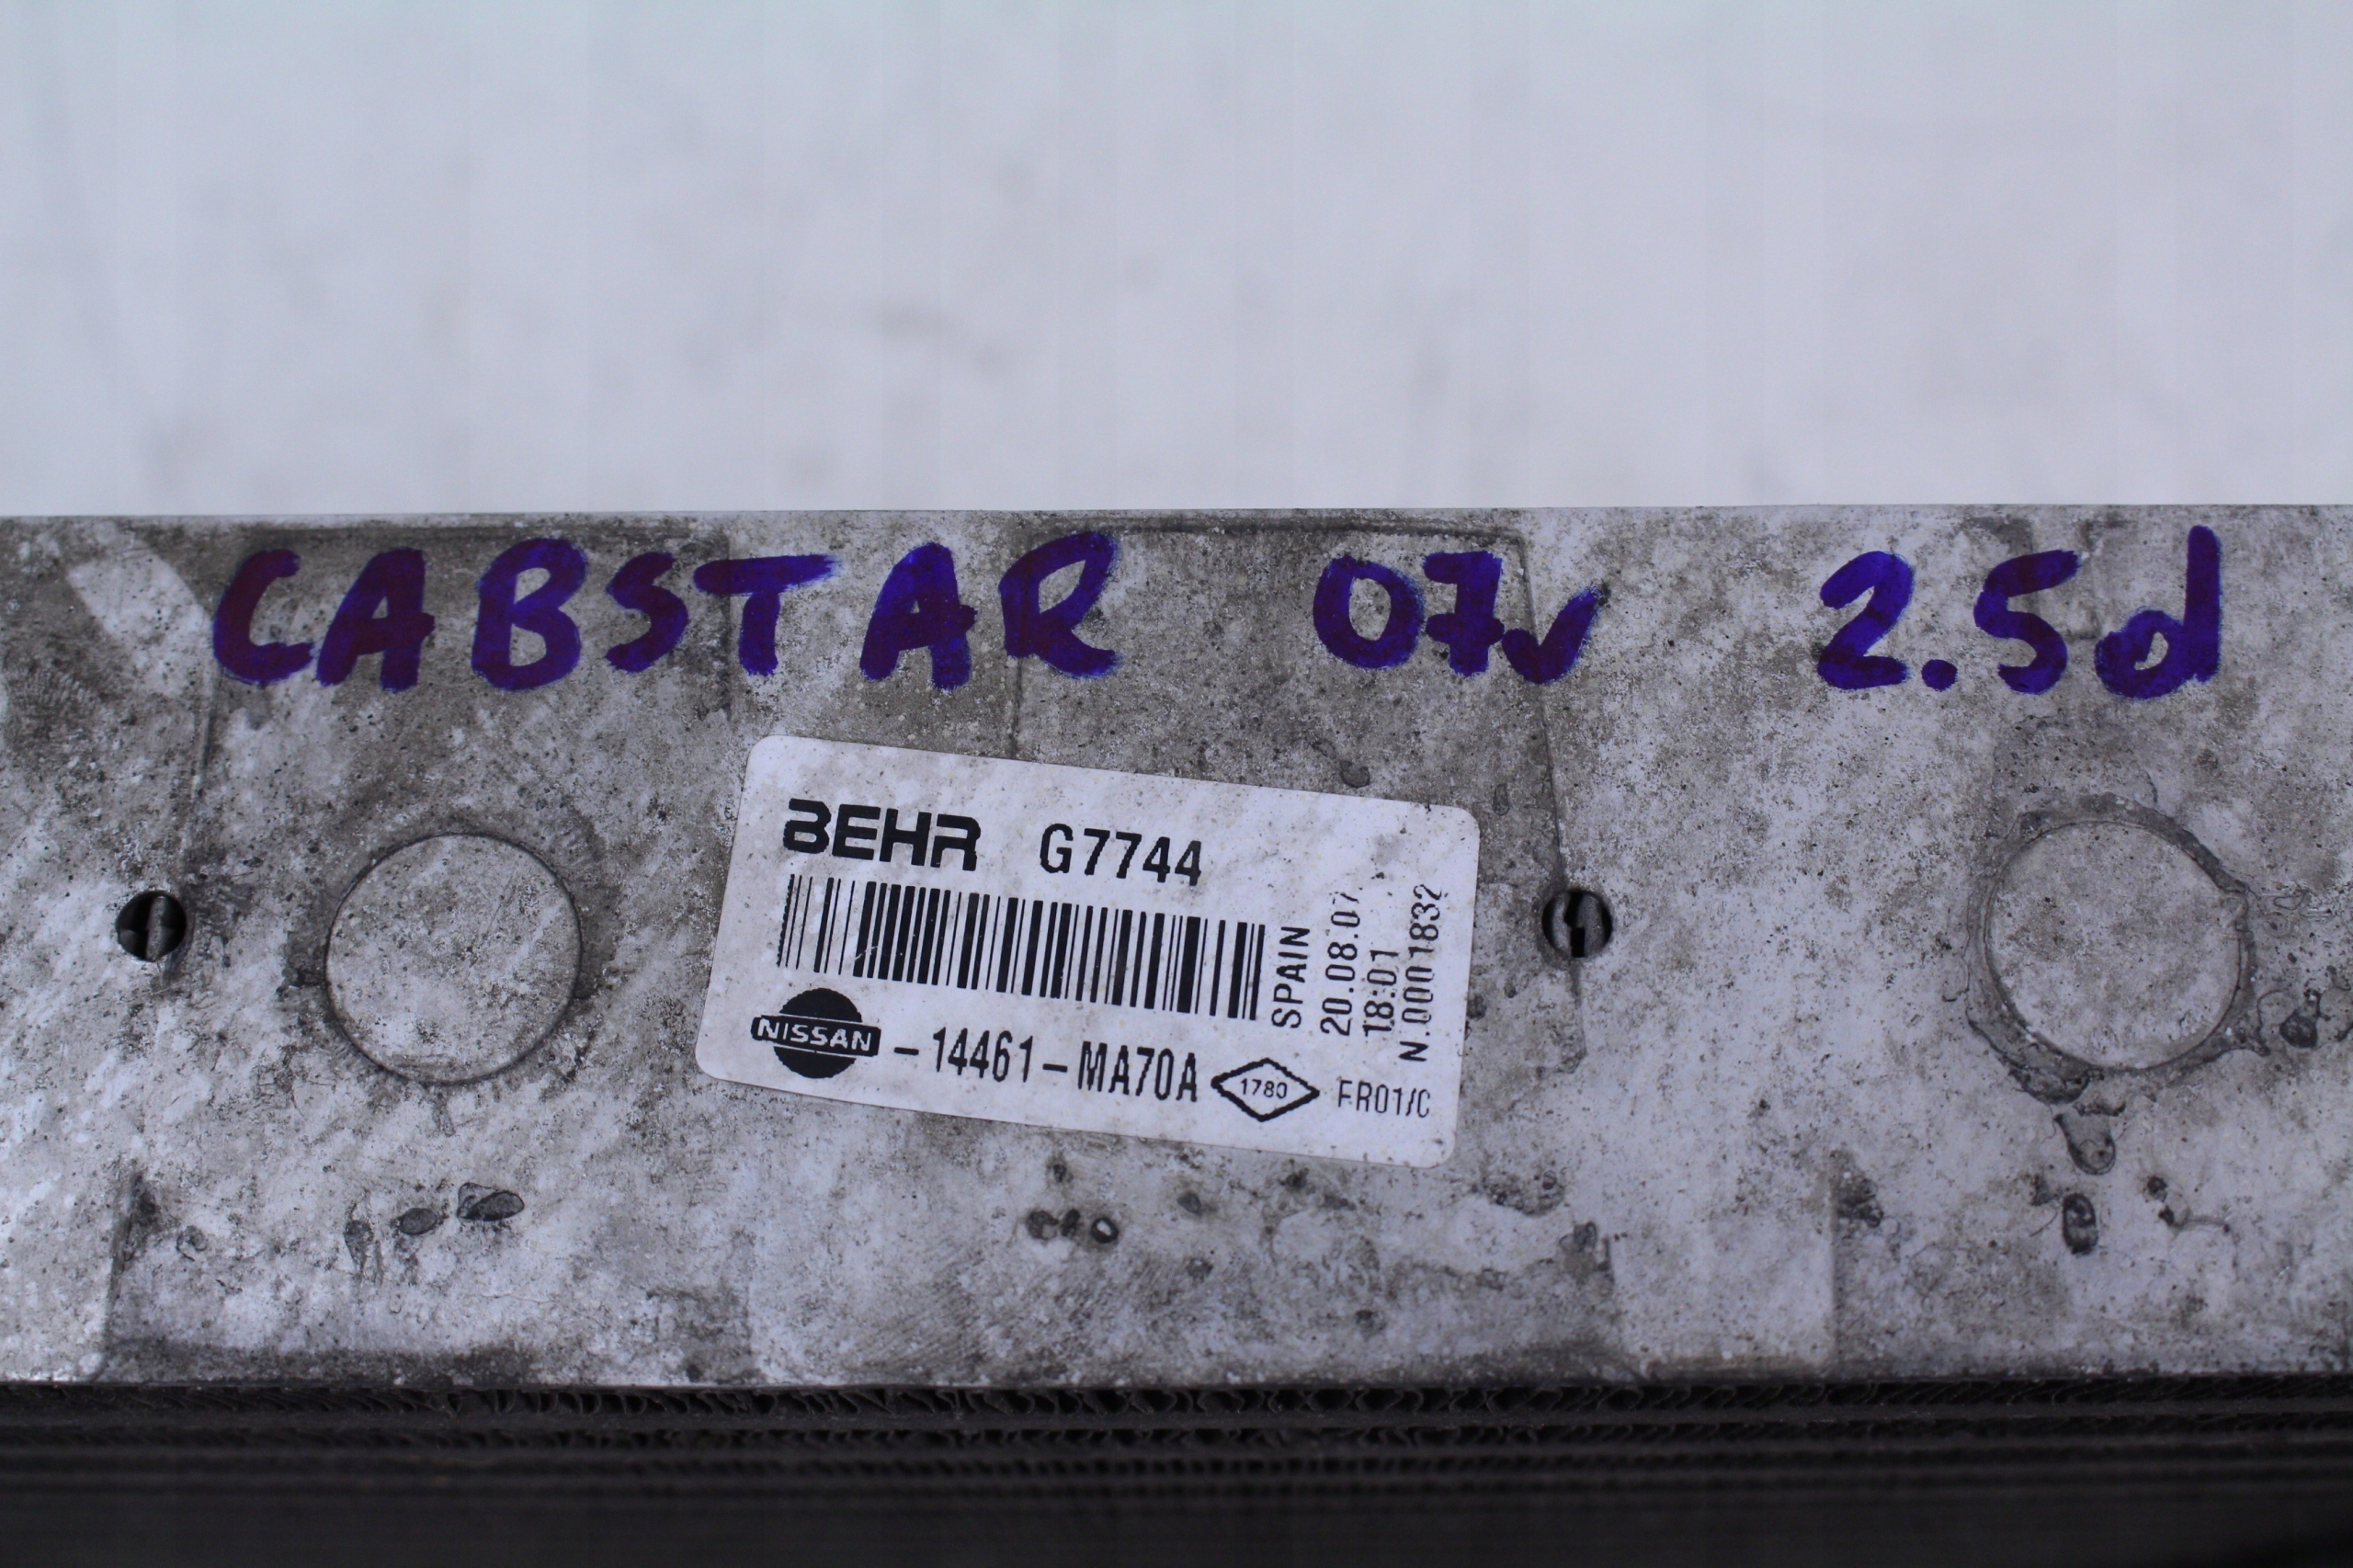 CABSTAR 07r 2.5d
BEHR G7744
SPAIN
20.08.07
18:01
N.0001832
NISSAN -14461-MA70A 1780 FR01/C